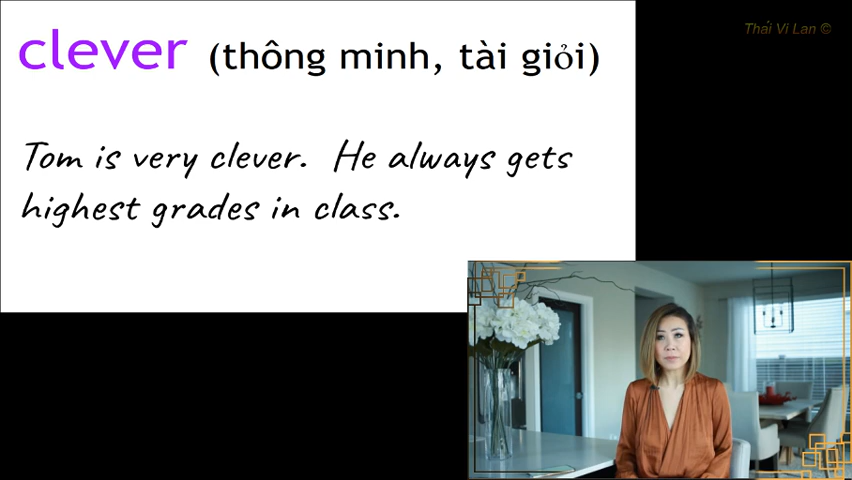 clever (thông minh, tài giỏi)
Thái Vi Lan ©
Tom is very clever. He always gets
highest grades in class.